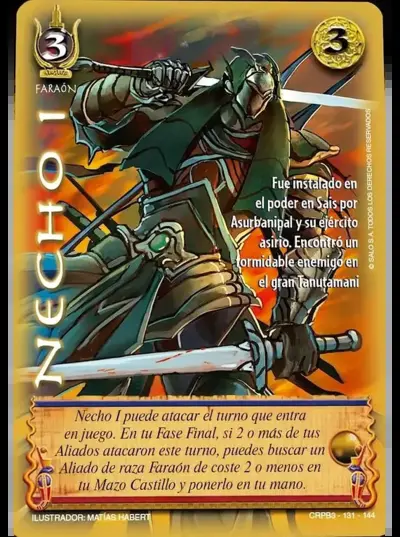 3
3
FARAÓN
NECHO I
Fue instalado en
el poder en Sais por
Asurbanipal y su ejército
asirio. Encontró un
formidable enemigo en
el gran Tanutamani
© SALO S.A. TODOS LOS DERECHOS RESERVADOS
Necho I puede atacar el turno que entra
en juego. En tu Fase Final, si 2 o más de tus
Aliados atacaron este turno, puedes buscar un
Aliado de raza Faraón de coste 2 o menos en
tu Mazo Castillo y ponerlo en tu mano.
ILUSTRADOR: MATÍAS HABERT
CRPB3 - 131 - 144